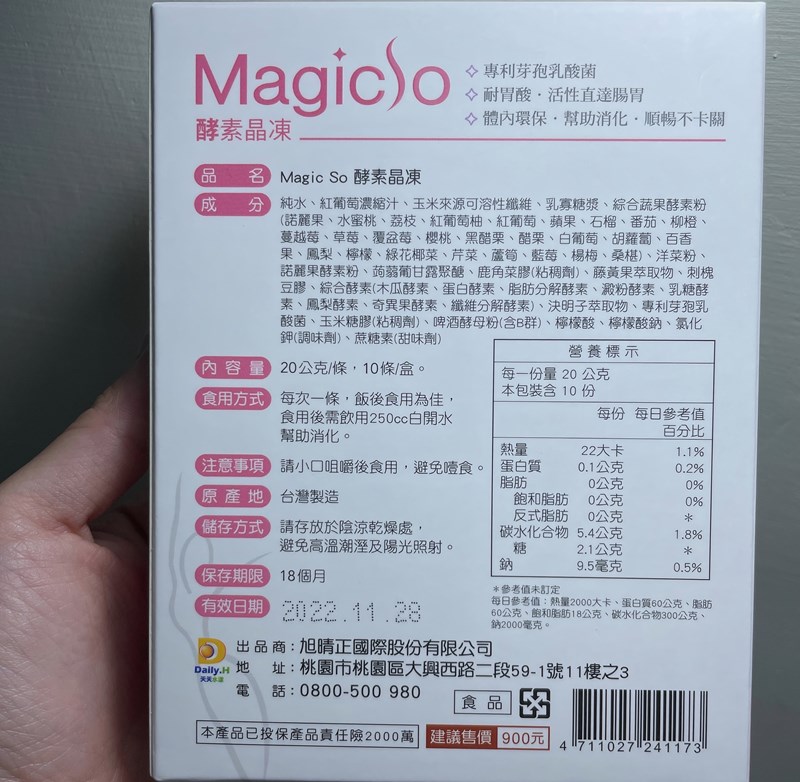 MagicSo
酵素晶凍
專利芽孢乳酸菌
耐胃酸・活性直達腸胃
體內環保・幫助消化・順暢不卡關
品名 Magic So 酵素晶凍
成分 純水、紅葡萄濃縮汁、玉米來源可溶性纖維、乳寡糖漿、綜合蔬果酵素粉
(諾麗果、水蜜桃、荔枝、紅葡萄柚、紅葡萄、蘋果、石榴、番茄、柳橙、
蔓越莓、草莓、覆盆莓、櫻桃、黑醋栗、醋栗、白葡萄、胡蘿蔔、百香
果、鳳梨、檸檬、綠花椰菜、芹菜、蘆筍、藍莓、楊梅、桑椹)、洋菜粉、
諾麗果酵素粉、蒟蒻葡甘露聚醣、鹿角菜膠(粘稠劑)、藤黃果萃取物、刺槐
豆膠、綜合酵素(木瓜酵素、蛋白酵素、脂肪分解酵素、澱粉酵素、乳糖酵
素、鳳梨酵素、奇異果酵素、纖維分解酵素)、決明子萃取物、專利芽孢乳
酸菌、玉米糖膠(粘稠劑)、啤酒酵母粉(含B群)、檸檬酸、檸檬酸鈉、氯化
鉀(調味劑)、蔗糖素(甜味劑)
內容量 20公克/條，10條/盒。
食用方式 每次一條，飯後食用為佳，
食用後需飲用250cc白開水
幫助消化。
注意事項 請小口咀嚼後食用，避免噎食。
原產地 台灣製造
儲存方式 請存放於陰涼乾燥處，
避免高溫潮溼及陽光照射。
保存期限 18個月
有效日期 2022.11.28
營養標示
每一份量 20 公克
本包裝含 10 份
每份 每日參考值
百分比
熱量 22大卡 1.1%
蛋白質 0.1公克 0.2%
脂肪 0公克 0%
飽和脂肪 0公克 0%
反式脂肪 0公克 *
碳水化合物 5.4公克 1.8%
糖 2.1公克 *
鈉 9.5毫克 0.5%
*參考值未訂定
每日參考值：熱量2000大卡、蛋白質60公克、脂肪
60公克、飽和脂肪18公克、碳水化合物300公克、
鈉2000毫克。
Daily.H
天天水漾
出品商：旭晴正國際股份有限公司
地址：桃園市桃園區大興西路二段59-1號11樓之3
電話：0800-500 980
食品
本產品已投保產品責任險2000萬
建議售價 900元
4 711027 241173